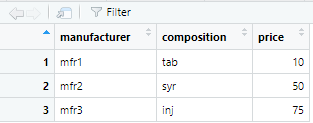 Filter
manufacturer composition price
1 mfr1 tab 10
2 mfr2 syr 50
3 mfr3 inj 75